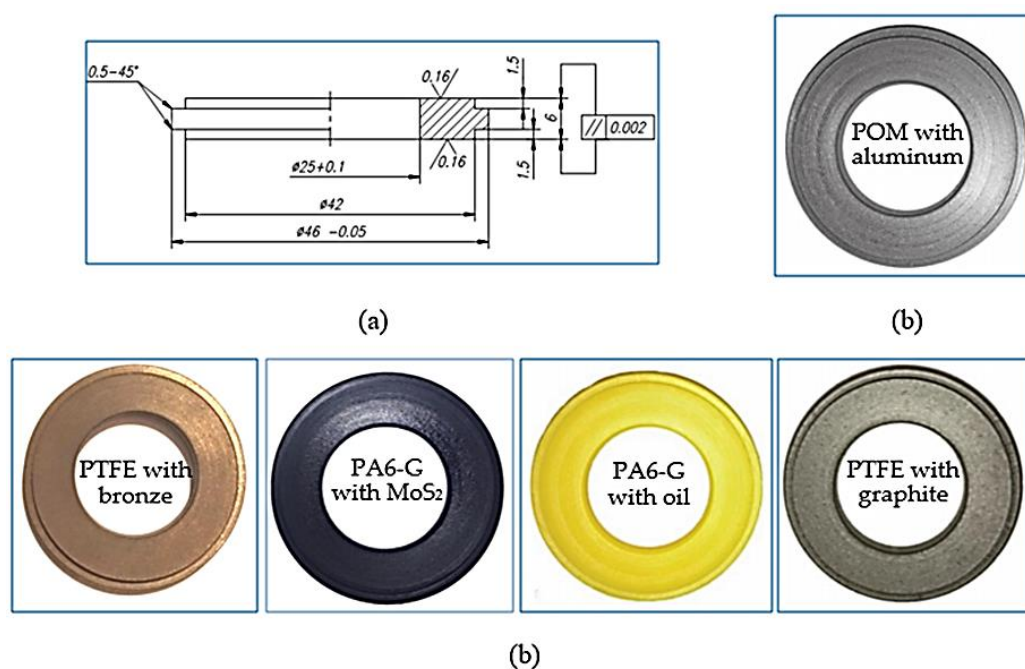 0.5-45°
0.16
1.5
6
// 0.002
0.16
1.5
ø25+0.1
ø42
ø46 -0.05
POM with
aluminum
(a)
(b)
PTFE with
bronze
PA6-G
with MoS₂
PA6-G
with oil
PTFE with
graphite
(b)